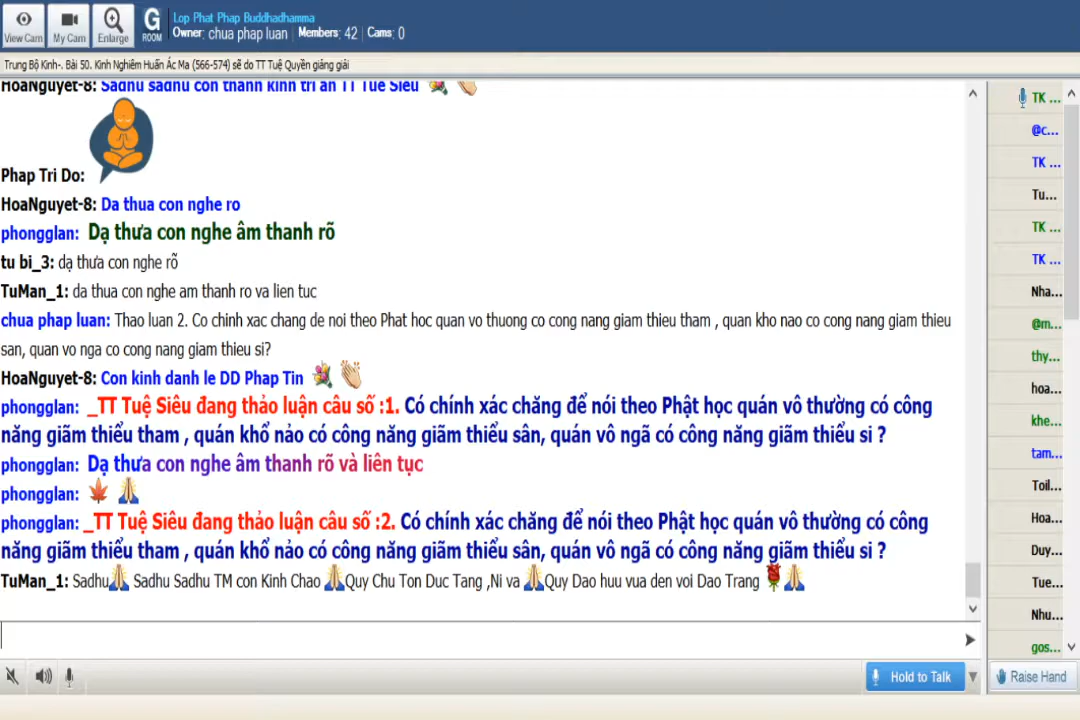 Lop Phat Phap Buddhadhamma
View Cam
My Cam
Enlarge
G ROOM
Owner: chua phap luan | Members: 42 | Cams: 0
Trung Bộ Kinh-. Bài 50. Kinh Nghiêm Huấn Ác Ma (566-574) sẽ do TT Tuệ Quyền giảng giải
HoaNguyet-8: Sadhu sadhu con thanh kinh tri an TT Tue Sieu
Phap Tri Do:
HoaNguyet-8: Da thua con nghe ro
phongglan: Dạ thưa con nghe âm thanh rõ
tu bi_3: dạ thưa con nghe rỗ
TuMan_1: da thua con nghe am thanh ro va lien tuc
chua phap luan: Thao luan 2. Co chinh xac chang de noi theo Phat hoc quan vo thuong co cong nang giam thieu tham , quan kho nao co cong nang giam thieu
san, quan vo nga co cong nang giam thieu si?
HoaNguyet-8: Con kinh danh le DD Phap Tin
phongglan: _TT Tuệ Siêu đang thảo luận câu số :1. Có chính xác chăng để nói theo Phật học quán vô thường có công
năng giãm thiểu tham , quán khổ nảo có công năng giãm thiểu sân, quán vô ngã có công năng giãm thiểu si ?
phongglan: Dạ thưa con nghe âm thanh rõ và liên tục
phongglan:
phongglan: _TT Tuệ Siêu đang thảo luận câu số :2. Có chính xác chăng để nói theo Phật học quán vô thường có công
năng giãm thiểu tham , quán khổ nảo có công năng giãm thiểu sân, quán vô ngã có công năng giãm thiểu si ?
TuMan_1: Sadhu Sadhu Sadhu TM con Kinh Chao Quy Chu Ton Duc Tang ,Ni va Quy Dao huu vua den voi Dao Trang
TK ...
@c...
TK ...
Tu...
TK ...
TK ...
Nha...
@m...
thy...
hoa...
khe...
tam...
Toil...
Hoa...
Duy...
Tue...
Nhu...
gos...
Hold to Talk
Raise Hand